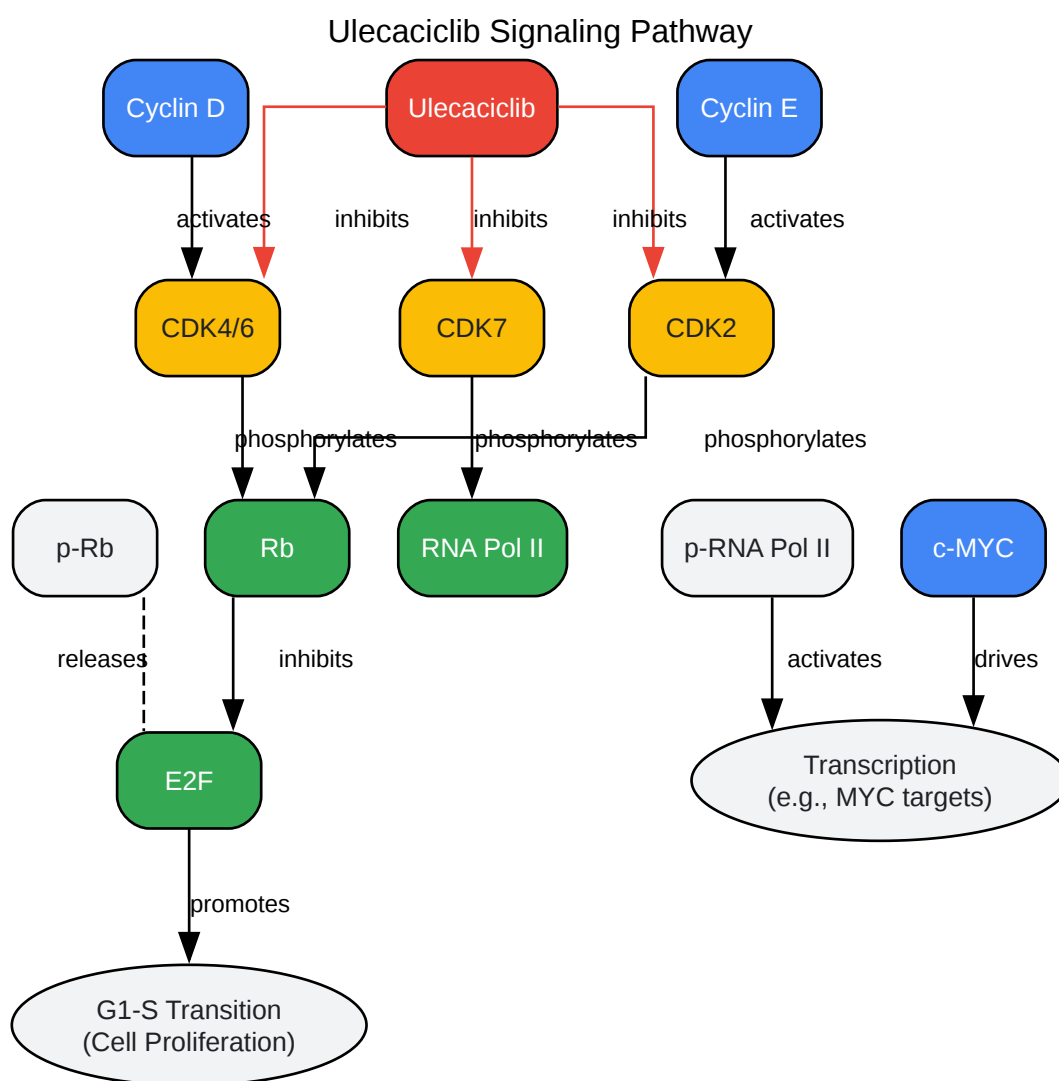 Ulecaciclib Signaling Pathway
Cyclin D
Ulecaciclib
Cyclin E
activates
inhibits
inhibits
inhibits
activates
CDK4/6
CDK7
CDK2
phosphorylates
phosphorylates
phosphorylates
p-Rb
Rb
RNA Pol II
p-RNA Pol II
c-MYC
releases
inhibits
activates
drives
E2F
Transcription
(e.g., MYC targets)
promotes
G1-S Transition
(Cell Proliferation)